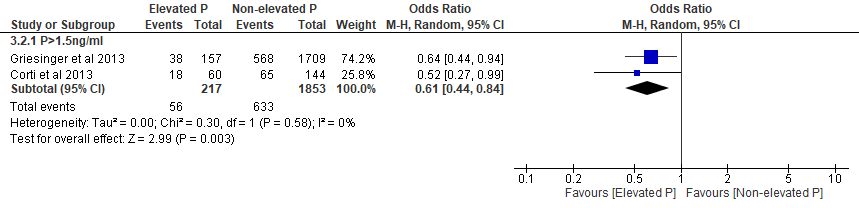 Elevated P Non-elevated P Odds Ratio Odds Ratio
Study or Subgroup Events Total Events Total Weight M-H, Random, 95% CI M-H, Random, 95% CI
3.2.1 P>1.5ng/ml
Griesinger et al 2013 38 157 568 1709 74.2% 0.64 [0.44, 0.94]
Corti et al 2013 18 60 65 144 25.8% 0.52 [0.27, 0.99]
Subtotal (95% CI) 217 1853 100.0% 0.61 [0.44, 0.84]
Total events 56 633
Heterogeneity: Tau² = 0.00; Chi² = 0.30, df = 1 (P = 0.58); I² = 0%
Test for overall effect: Z = 2.99 (P = 0.003)
0.1 0.2 0.5 1 2 5 10
Favours [Elevated P] Favours [Non-elevated P]